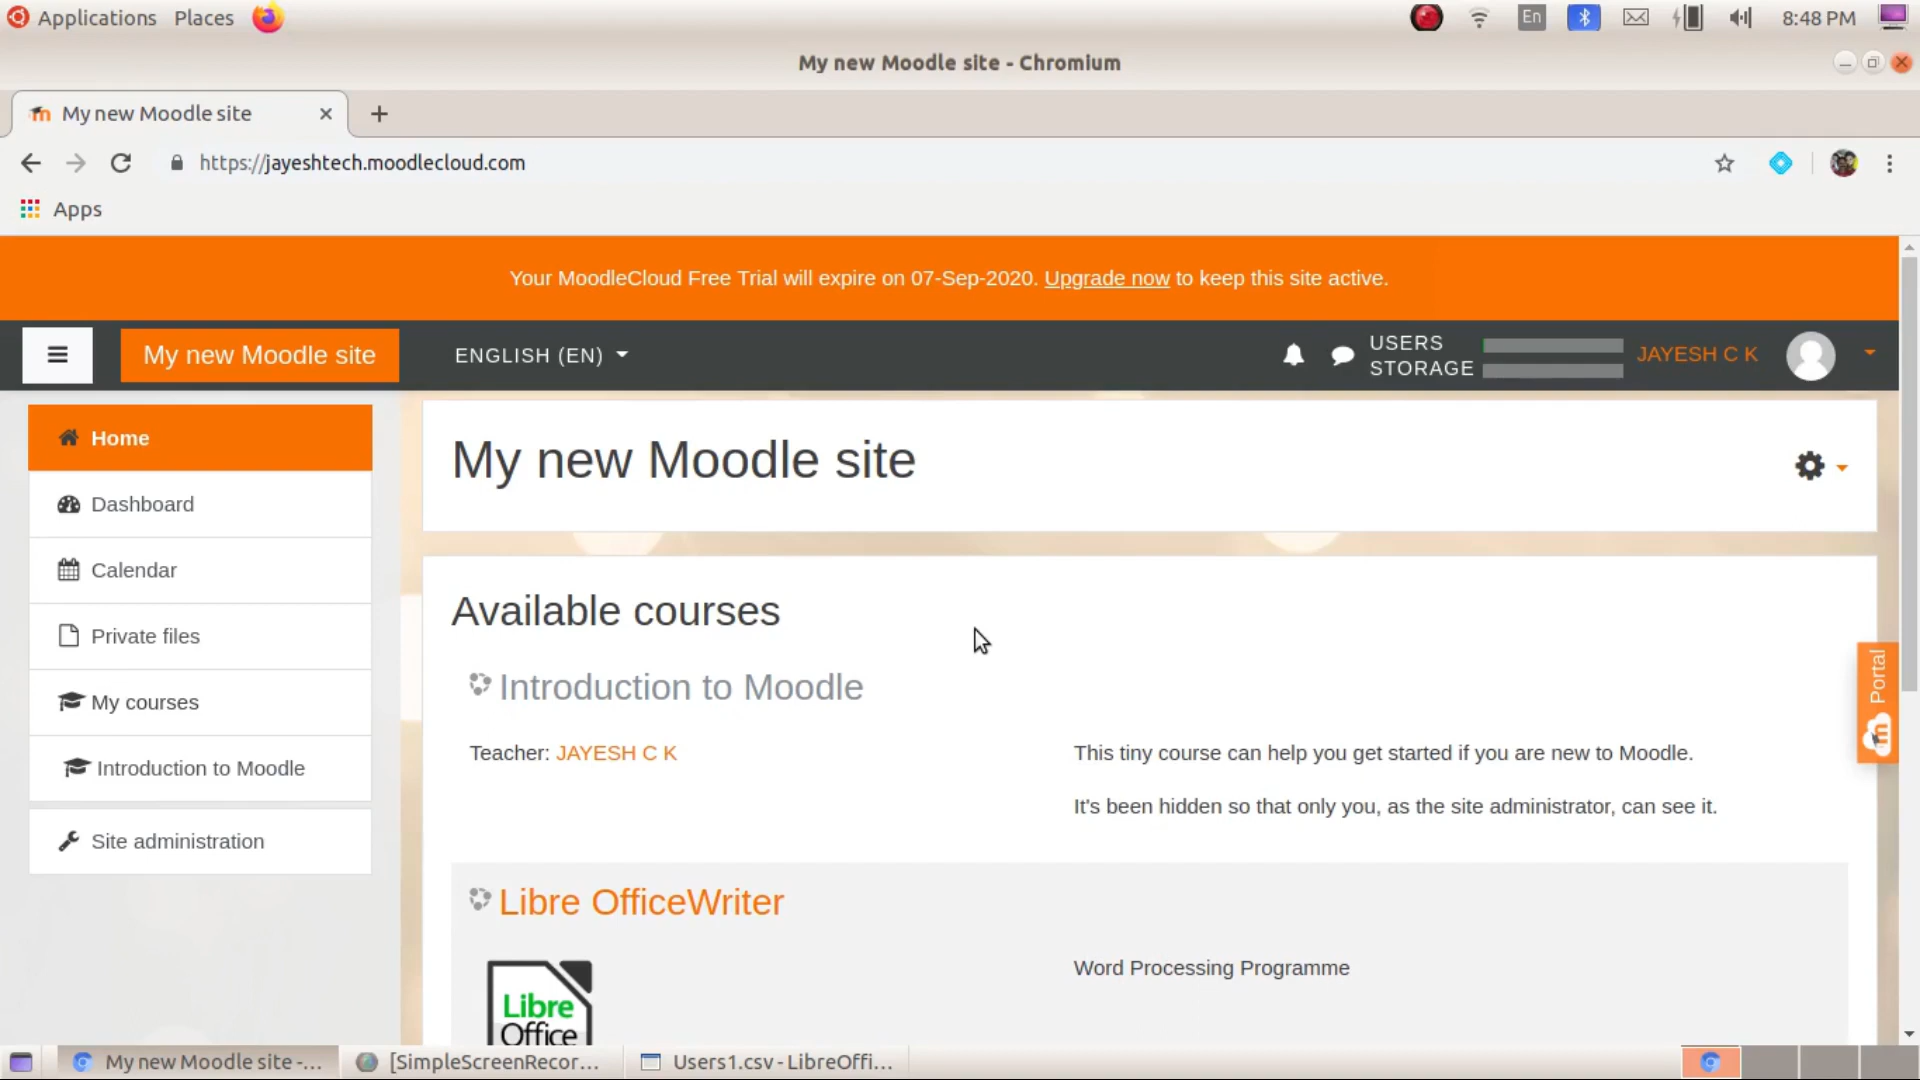 Applications Places
En
8:48 PM
My new Moodle site - Chromium
My new Moodle site
https://jayeshtech.moodlecloud.com
Apps
Your MoodleCloud Free Trial will expire on 07-Sep-2020. Upgrade now to keep this site active.
My new Moodle site
ENGLISH (EN)
USERS
STORAGE
JAYESH C K
Home
Dashboard
Calendar
Private files
My courses
Introduction to Moodle
Site administration
My new Moodle site
Available courses
Introduction to Moodle
Teacher: JAYESH C K
This tiny course can help you get started if you are new to Moodle.
It's been hidden so that only you, as the site administrator, can see it.
Libre OfficeWriter
Libre
Office
Word Processing Programme
Portal
My new Moodle site -...
[SimpleScreenRecor...
Users1.csv - LibreOffi...